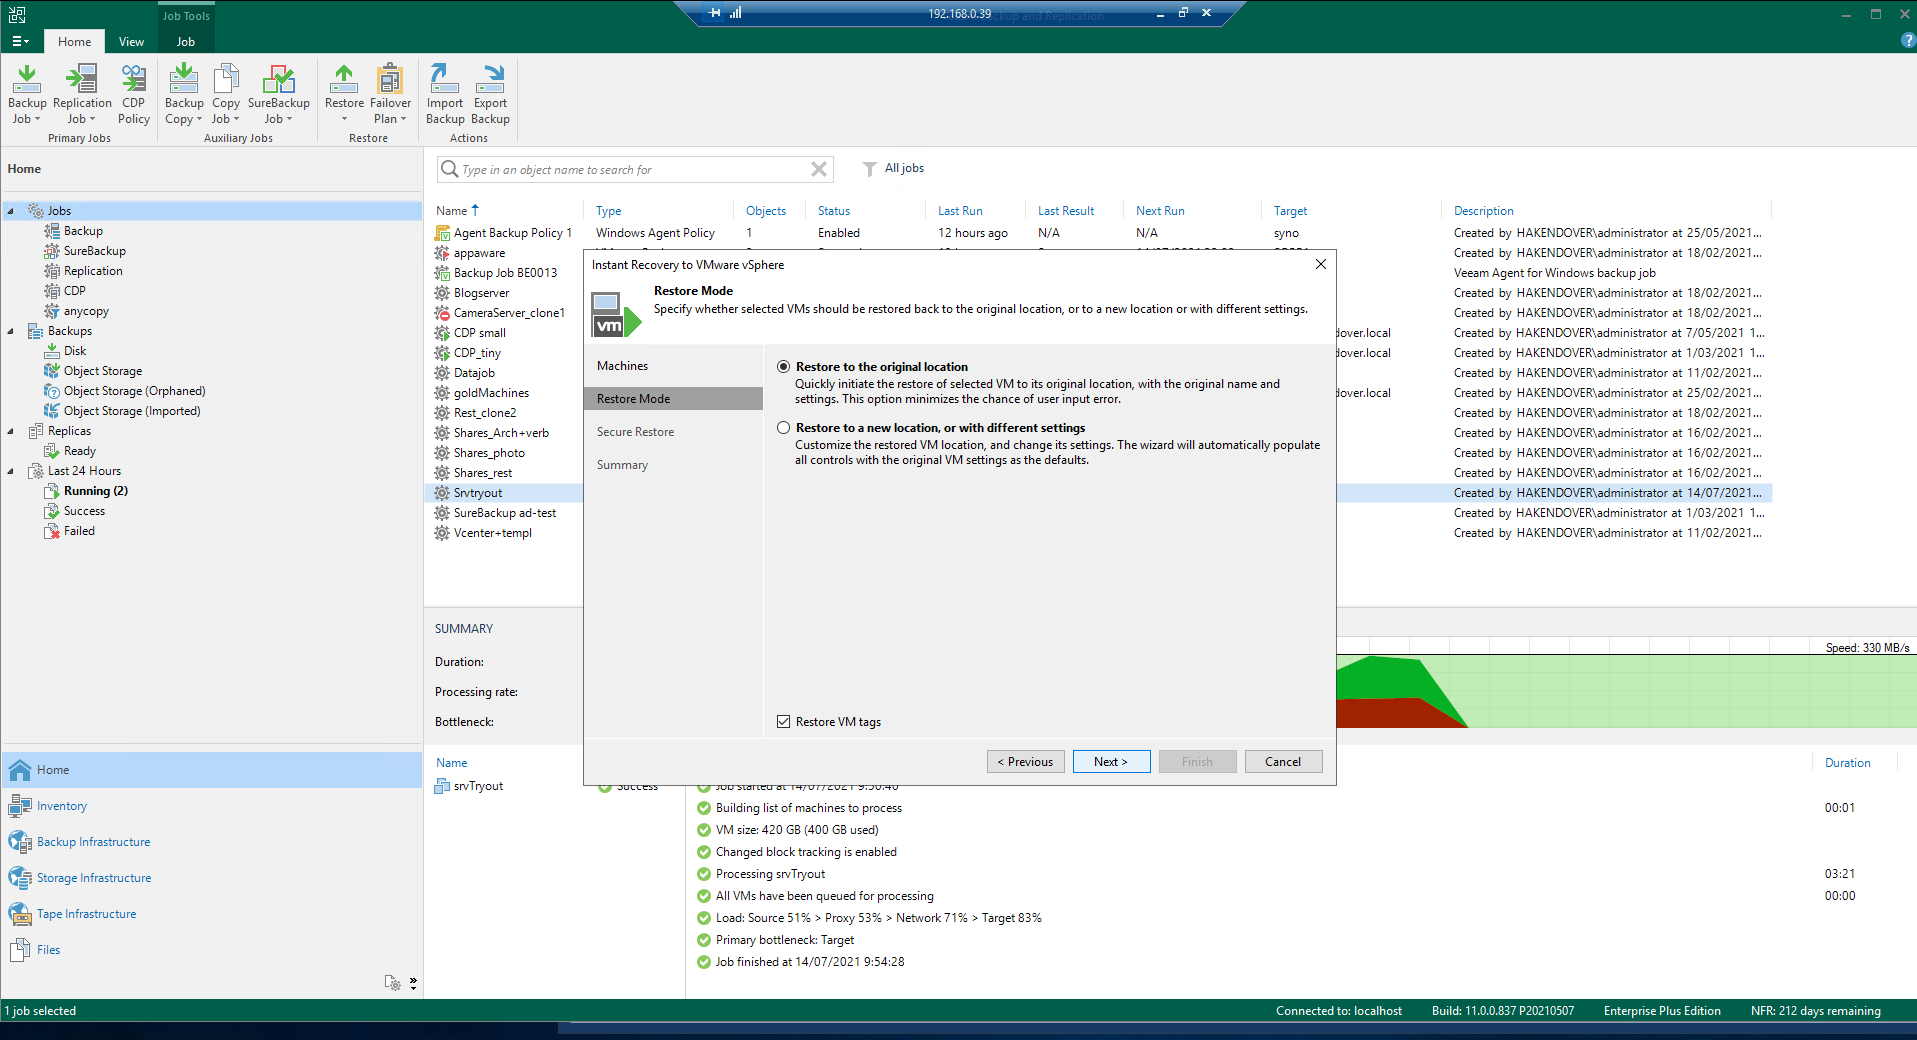 Job Tools
192.168.0.39
ckup and Replication
Home
View
Job
Backup Job
Replication Job
CDP Policy
Backup Copy
Copy Job
SureBackup Job
Restore
Failover Plan
Import Backup
Export Backup
Primary Jobs
Auxiliary Jobs
Restore
Actions
Home
Type in an object name to search for
All jobs
Jobs
Backup
SureBackup
Replication
CDP
anycopy
Backups
Disk
Object Storage
Object Storage (Orphaned)
Object Storage (Imported)
Replicas
Ready
Last 24 Hours
Running (2)
Success
Failed
Name Type Objects Status Last Run Last Result Next Run Target Description
Agent Backup Policy 1 Windows Agent Policy 1 Enabled 12 hours ago N/A N/A syno Created by HAKENDOVER\administrator at 25/05/2021...
appaware Created by HAKENDOVER\administrator at 18/02/2021...
Backup Job BE0013 Veeam Agent for Windows backup job
Blogserver Created by HAKENDOVER\administrator at 18/02/2021...
CameraServer_clone1 Created by HAKENDOVER\administrator at 18/02/2021...
CDP small dover.local Created by HAKENDOVER\administrator at 7/05/2021 1...
CDP_tiny dover.local Created by HAKENDOVER\administrator at 1/03/2021 1...
Datajob Created by HAKENDOVER\administrator at 11/02/2021...
goldMachines dover.local Created by HAKENDOVER\administrator at 25/02/2021...
Rest_clone2 Created by HAKENDOVER\administrator at 18/02/2021...
Shares_Arch+verb Created by HAKENDOVER\administrator at 16/02/2021...
Shares_photo Created by HAKENDOVER\administrator at 16/02/2021...
Shares_rest Created by HAKENDOVER\administrator at 16/02/2021...
Srvtryout Created by HAKENDOVER\administrator at 14/07/2021...
SureBackup ad-test Created by HAKENDOVER\administrator at 1/03/2021 1...
Vcenter+templ Created by HAKENDOVER\administrator at 11/02/2021...
Instant Recovery to VMware vSphere
vm
Restore Mode
Specify whether selected VMs should be restored back to the original location, or to a new location or with different settings.
Machines
Restore Mode
Secure Restore
Summary
Restore to the original location
Quickly initiate the restore of selected VM to its original location, with the original name and
settings. This option minimizes the chance of user input error.
Restore to a new location, or with different settings
Customize the restored VM location, and change its settings. The wizard will automatically populate
all controls with the original VM settings as the defaults.
Restore VM tags
< Previous
Next >
Finish
Cancel
SUMMARY
Duration:
Processing rate:
Bottleneck:
Speed: 330 MB/s
Name
Duration
srvTryout Success
Job started at 14/07/2021 9:50:40
Building list of machines to process 00:01
VM size: 420 GB (400 GB used)
Changed block tracking is enabled
Processing srvTryout 03:21
All VMs have been queued for processing 00:00
Load: Source 51% > Proxy 53% > Network 71% > Target 83%
Primary bottleneck: Target
Job finished at 14/07/2021 9:54:28
Home
Inventory
Backup Infrastructure
Storage Infrastructure
Tape Infrastructure
Files
1 job selected
Connected to: localhost
Build: 11.0.0.837 P20210507
Enterprise Plus Edition
NFR: 212 days remaining